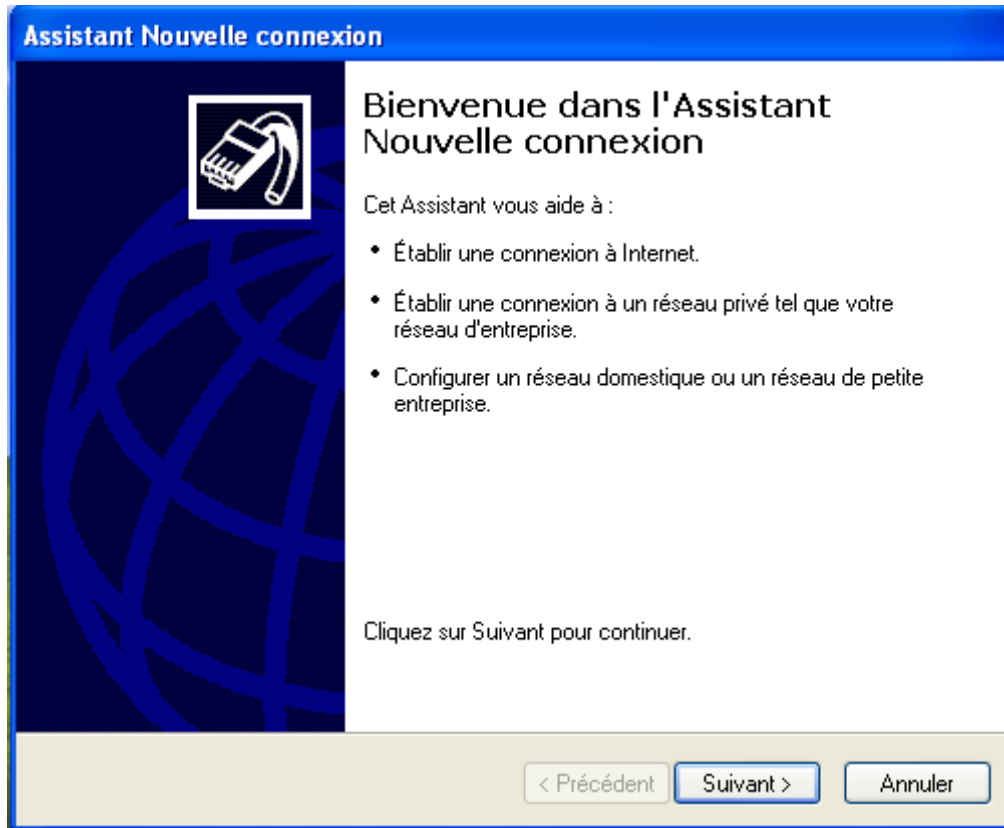 Assistant Nouvelle connexion
Bienvenue dans l'Assistant
Nouvelle connexion
Cet Assistant vous aide à :
• Établir une connexion à Internet.
• Établir une connexion à un réseau privé tel que votre
réseau d'entreprise.
• Configurer un réseau domestique ou un réseau de petite
entreprise.
Cliquez sur Suivant pour continuer.
< Précédent Suivant > Annuler